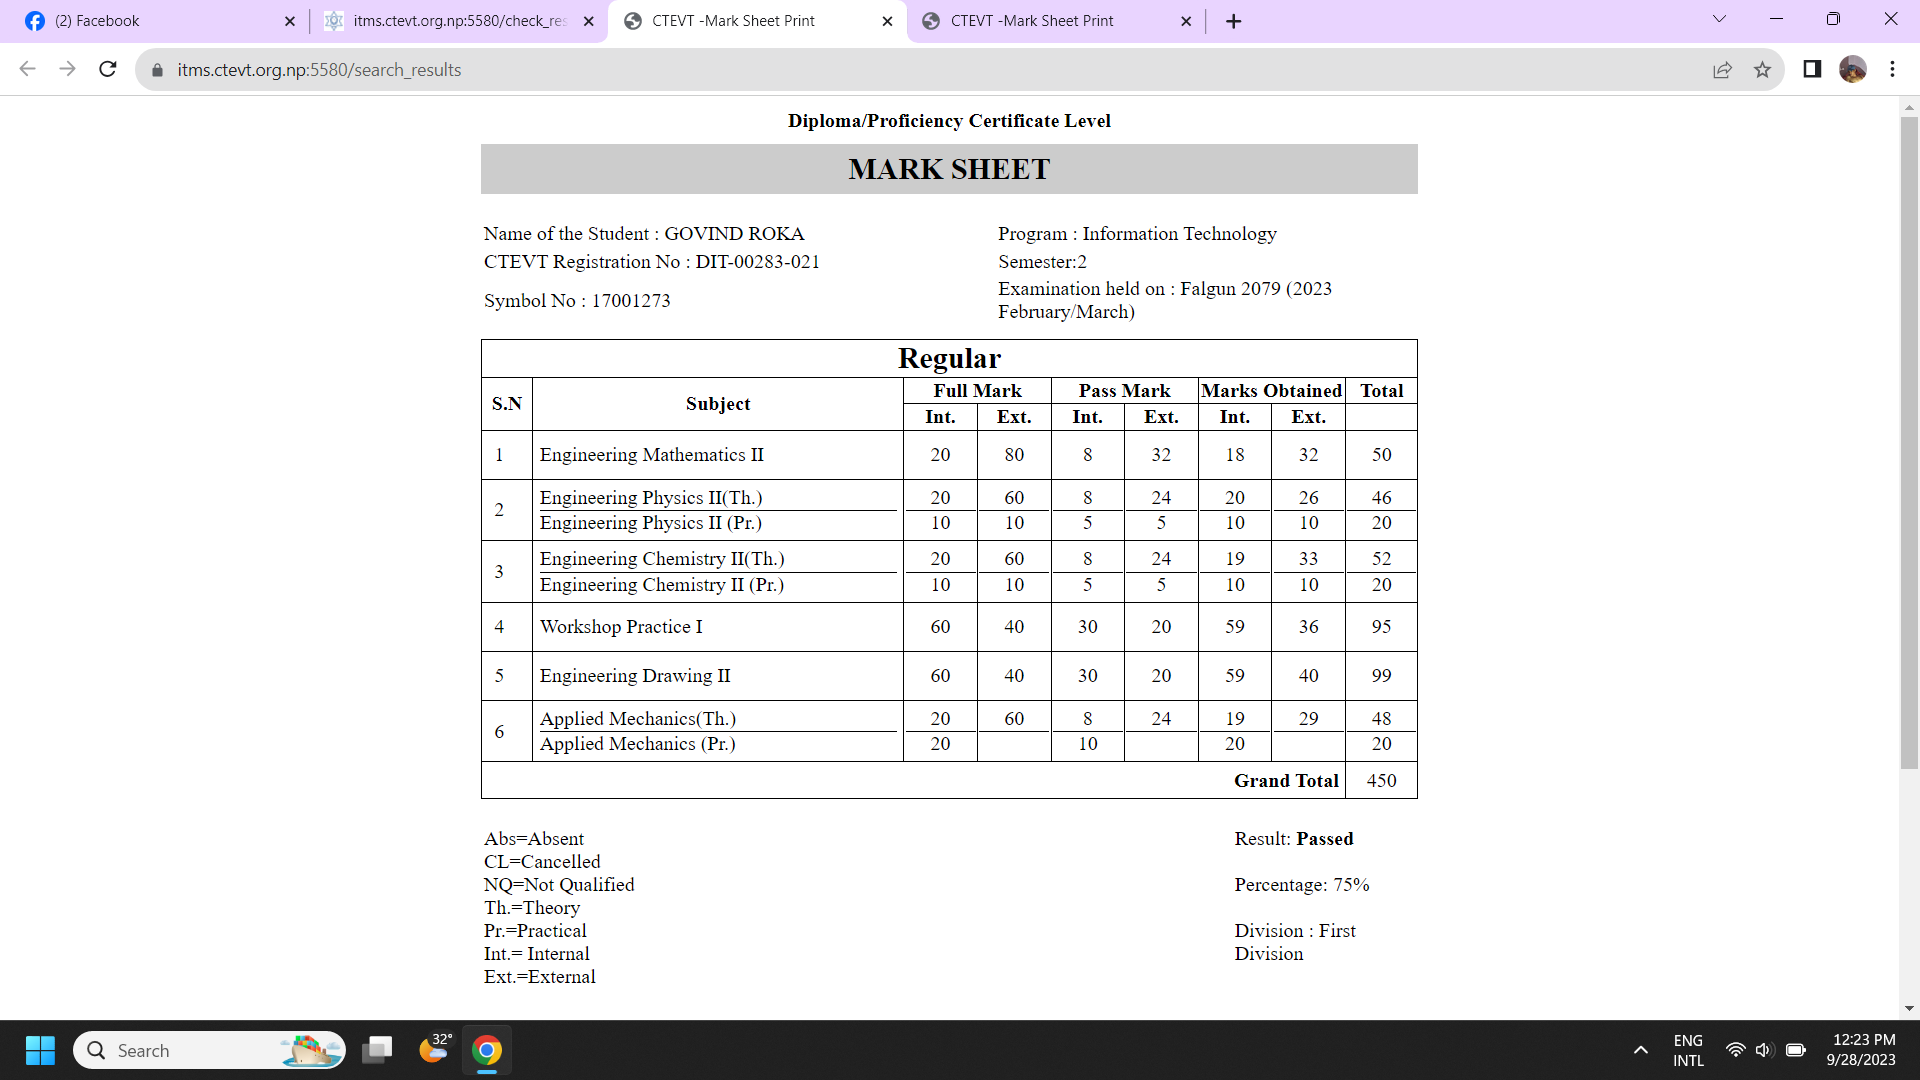 (2) Facebook
itms.ctevt.org.np:5580/check_res
CTEVT -Mark Sheet Print
CTEVT -Mark Sheet Print
itms.ctevt.org.np:5580/search_results
Diploma/Proficiency Certificate Level
MARK SHEET
Name of the Student : GOVIND ROKA Program : Information Technology
CTEVT Registration No : DIT-00283-021 Semester:2
Symbol No : 17001273 Examination held on : Falgun 2079 (2023
February/March)
Regular
S.N Subject Full Mark Pass Mark Marks Obtained Total
Int. Ext. Int. Ext. Int. Ext.
1 Engineering Mathematics II 20 80 8 32 18 32 50
2 Engineering Physics II(Th.) 20 60 8 24 20 26 46
Engineering Physics II (Pr.) 10 10 5 5 10 10 20
3 Engineering Chemistry II(Th.) 20 60 8 24 19 33 52
Engineering Chemistry II (Pr.) 10 10 5 5 10 10 20
4 Workshop Practice I 60 40 30 20 59 36 95
5 Engineering Drawing II 60 40 30 20 59 40 99
6 Applied Mechanics(Th.) 20 60 8 24 19 29 48
Applied Mechanics (Pr.) 20 10 20 20
Grand Total 450
Abs=Absent Result: Passed
CL=Cancelled
NQ=Not Qualified Percentage: 75%
Th.=Theory
Pr.=Practical Division : First
Int.= Internal Division
Ext.=External
Search
32°
ENG
INTL
12:23 PM
9/28/2023